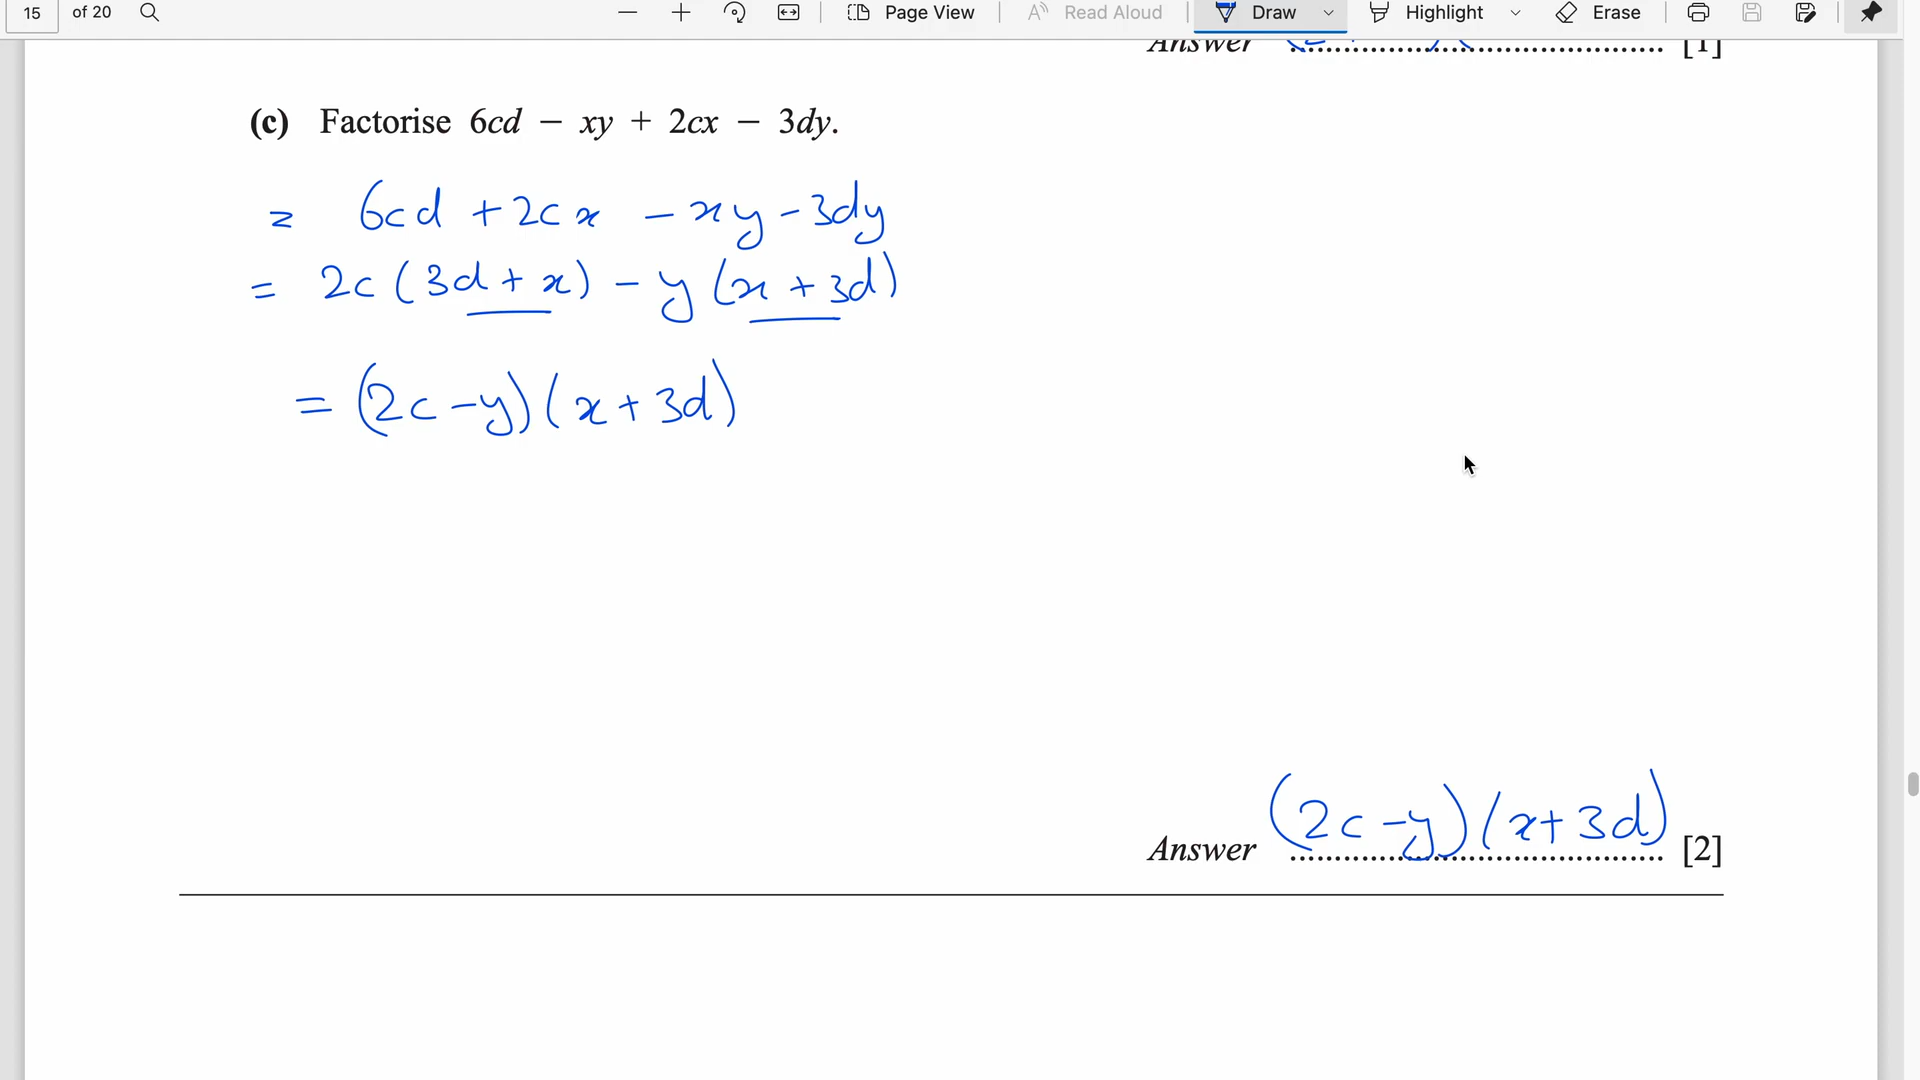 15 of 20 Page View Read Aloud Draw Highlight Erase
Answer [1]
(c) Factorise 6cd − xy + 2cx − 3dy.
= 6cd + 2cx − xy − 3dy
= 2c (3d + x) − y (x + 3d)
= (2c − y) (x + 3d)
Answer (2c − y) (x + 3d) [2]